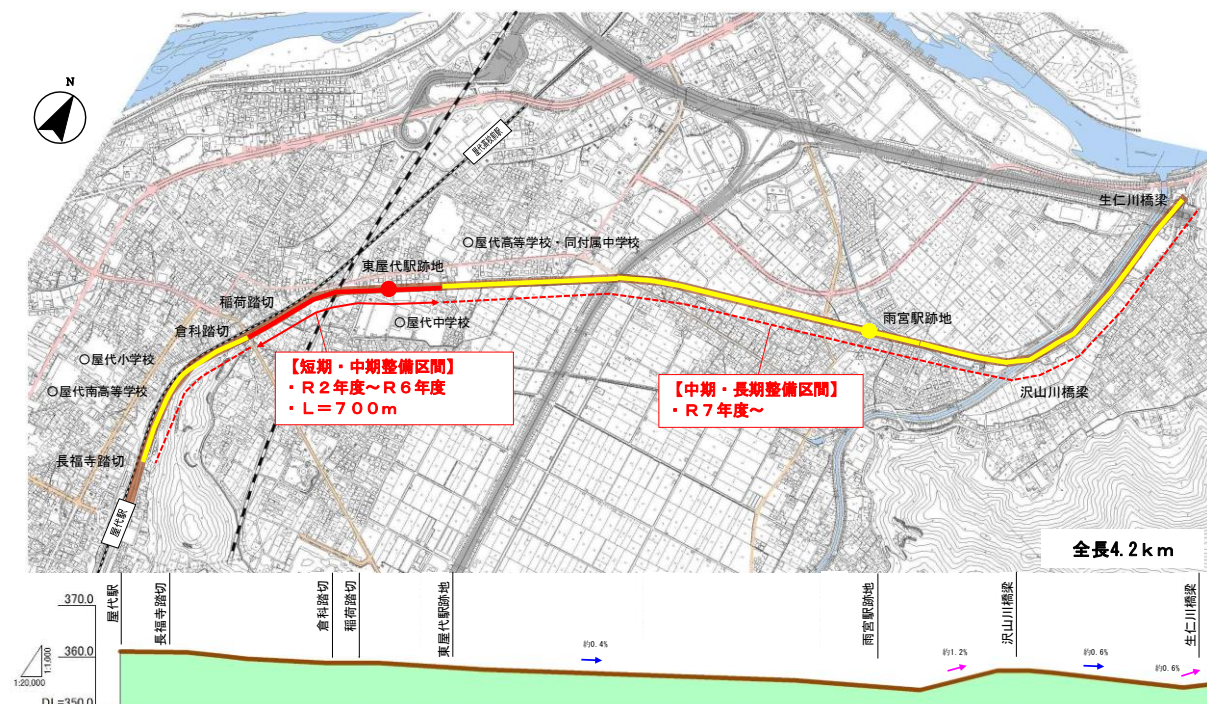 N
屋代高校前駅
生仁川橋梁
○屋代高等学校・同付属中学校
東屋代駅跡地
稲荷踏切
雨宮駅跡地
倉科踏切
○屋代中学校
○屋代小学校
【短期・中期整備区間】
・R2年度～R6年度
・L=700m
【中期・長期整備区間】
・R7年度～
○屋代南高等学校
沢山川橋梁
長福寺踏切
屋代駅
全長4.2km
屋代駅
長福寺踏切
倉科踏切
稲荷踏切
東屋代駅跡地
雨宮駅跡地
沢山川橋梁
生仁川橋梁
370.0
360.0
DL=350.0
1:1,000
1:20,000
約0.4%
約1.2%
約0.6%
約0.6%